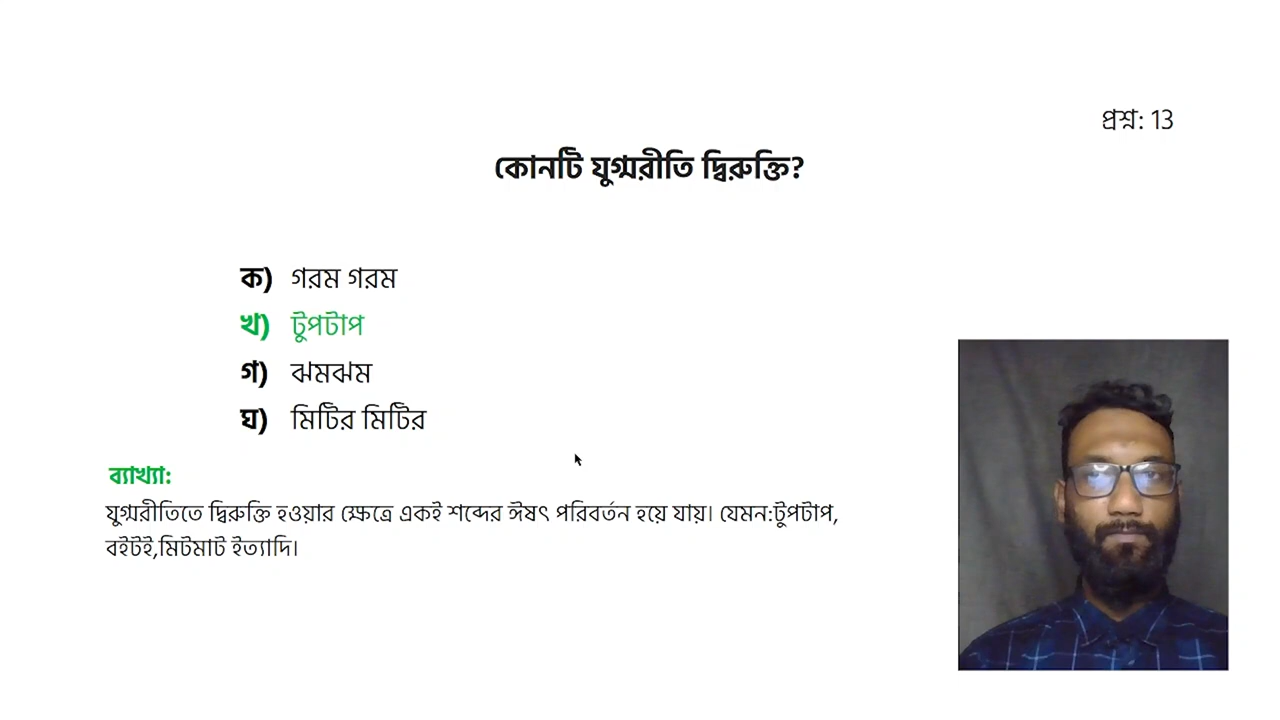 প্রশ্ন: 13
কোনটি যুগ্মরীতি দ্বিরুক্তি?
ক) গরম গরম
খ) টুপটাপ
গ) ঝমঝম
ঘ) মিটির মিটির
ব্যাখ্যা:
যুগ্মরীতিতে দ্বিরুক্তি হওয়ার ক্ষেত্রে একই শব্দের ঈষৎ পরিবর্তন হয়ে যায়। যেমন:টুপটাপ,
বইটই,মিটমাট ইত্যাদি।